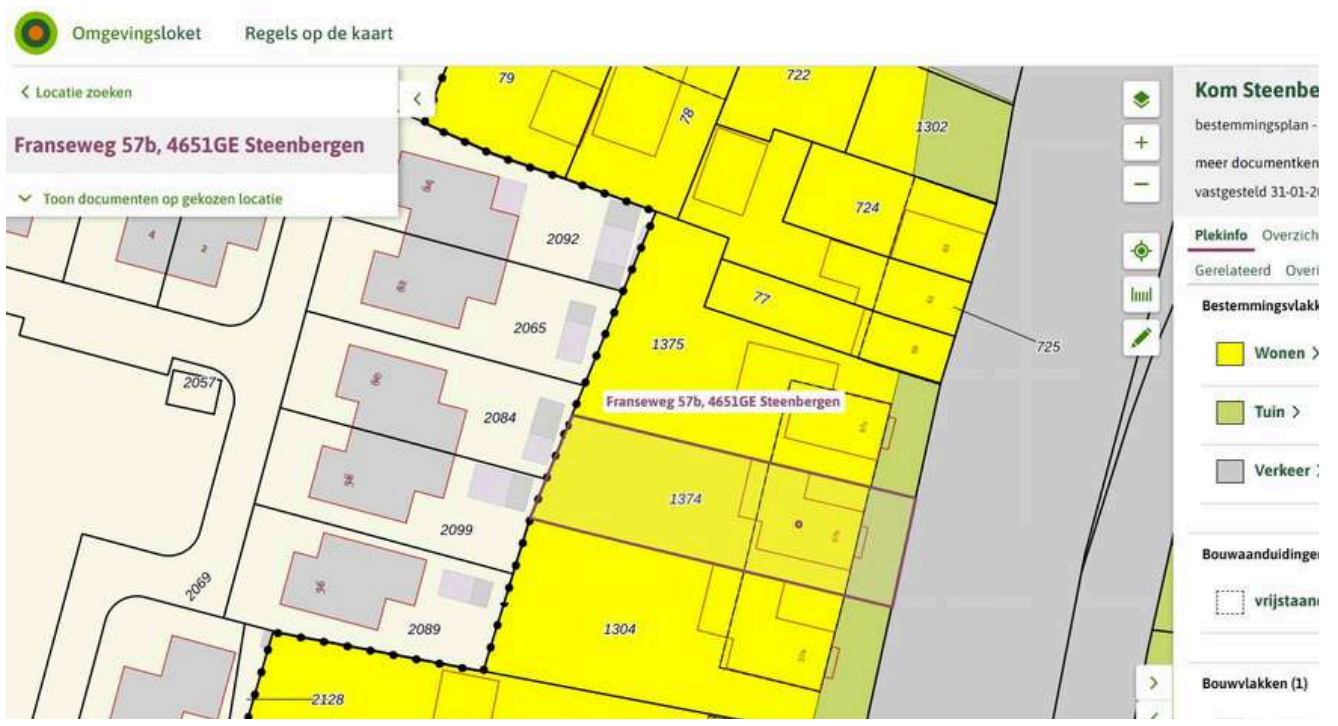 Omgevingsloket
Regels op de kaart
Locatie zoeken
Franseweg 57b, 4651GE Steenbergen
Toon documenten op gekozen locatie
79
78
722
1302
724
77
725
1375
1374
1304
2092
2065
2084
2099
2089
2069
2057
2128
4
2
Franseweg 57b, 4651GE Steenbergen
Kom Steenbe
bestemmingsplan -
meer documentken
vastgesteld 31-01-20
Plekinfo Overzich
Gerelateerd Overi
Bestemmingsvlakk
Wonen
Tuin
Verkeer
Bouwaanduidingen
vrijstaand
Bouwvlakken (1)